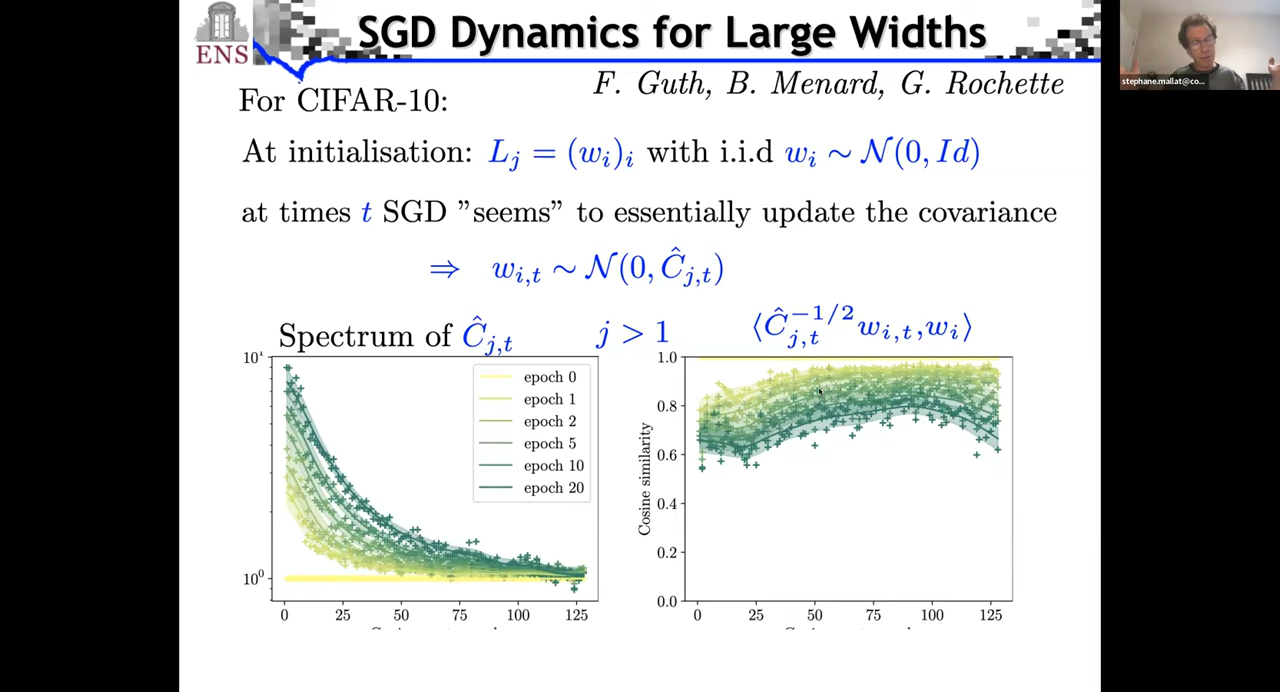 SGD Dynamics for Large Widths
ENS
F. Guth, B. Menard, G. Rochette
stephane.mallat@co...
For CIFAR-10:
At initialisation: L_j = (w_i)_i with i.i.d w_i ∼ 𝒩(0, Id)
at times t SGD ”seems” to essentially update the covariance
⇒ w_{i,t} ∼ 𝒩(0, Ĉ_{j,t})
Spectrum of Ĉ_{j,t} j > 1 ⟨Ĉ_{j,t}^{-1/2} w_{i,t}, w_i⟩
10¹
10⁰
epoch 0
epoch 1
epoch 2
epoch 5
epoch 10
epoch 20
0 25 50 75 100 125
Cosine similarity
1.0
0.8
0.6
0.4
0.2
0.0
0 25 50 75 100 125